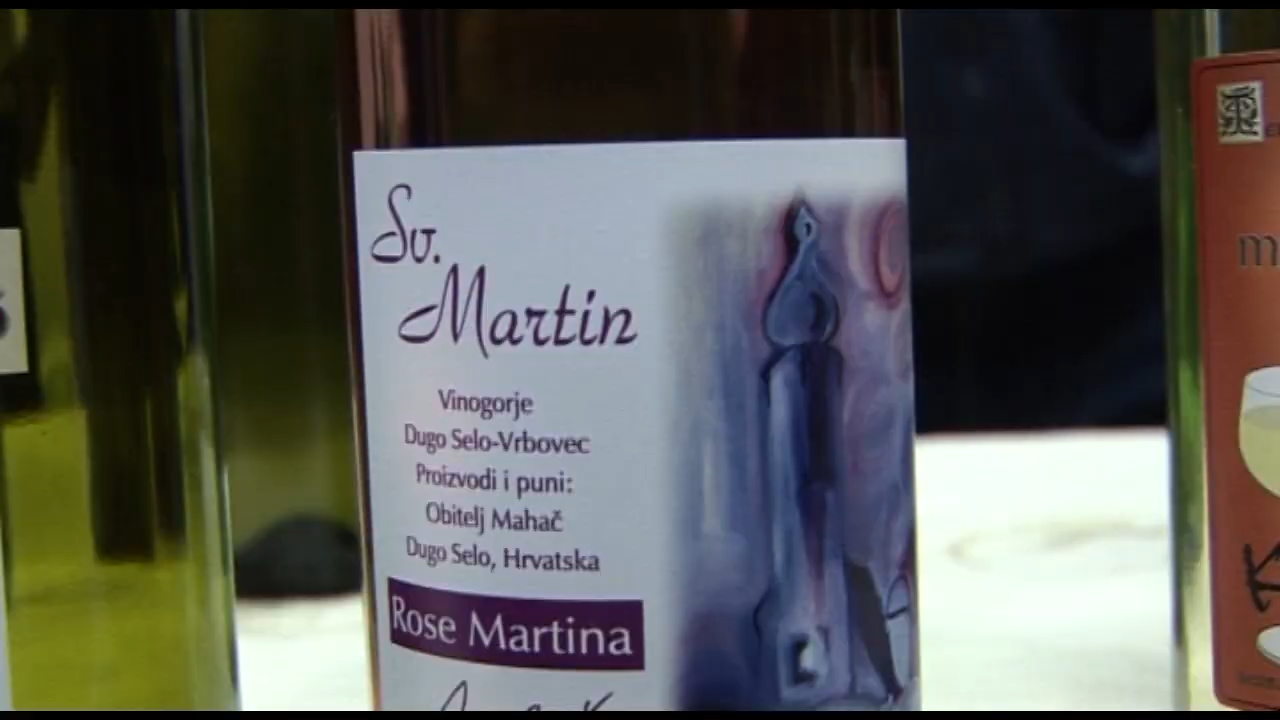 Sv.
Martin
Vinogorje
Dugo Selo-Vrbovec
Proizvodi i puni:
Obitelj Mahač
Dugo Selo, Hrvatska
Rose Martina